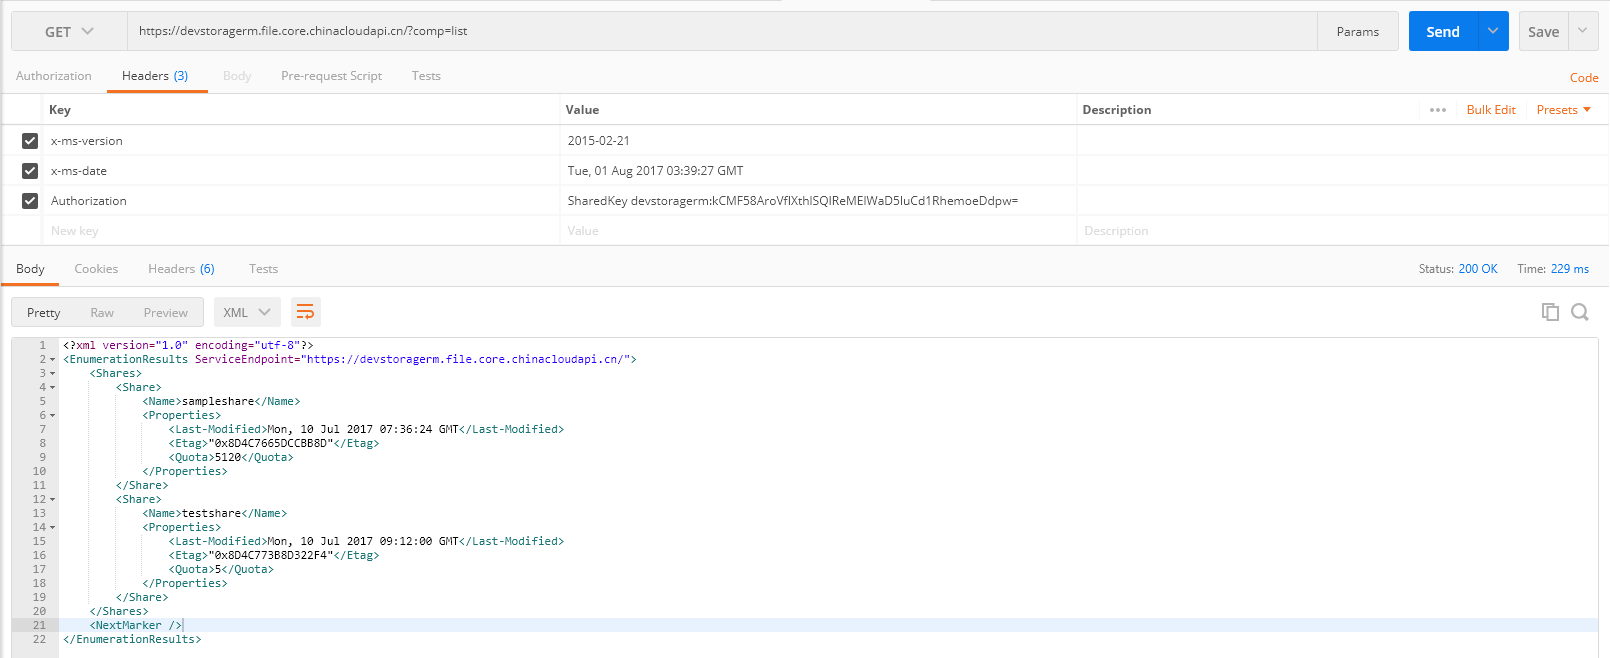 GET https://devstoragerm.file.core.chinacloudapi.cn/?comp=list Params Send Save
Authorization Headers (3) Body Pre-request Script Tests Code
Key Value Description ••• Bulk Edit Presets
x-ms-version 2015-02-21
x-ms-date Tue, 01 Aug 2017 03:39:27 GMT
Authorization SharedKey devstoragerm:kCMF58AroVfIXthlSQIReMEIWaD5IuCd1RhemoeDdpw=
New key Value Description
Body Cookies Headers (6) Tests Status: 200 OK Time: 229 ms
Pretty Raw Preview XML
1 <?xml version="1.0" encoding="utf-8"?>
2 <EnumerationResults ServiceEndpoint="https://devstoragerm.file.core.chinacloudapi.cn/">
3 <Shares>
4 <Share>
5 <Name>sampleshare</Name>
6 <Properties>
7 <Last-Modified>Mon, 10 Jul 2017 07:36:24 GMT</Last-Modified>
8 <Etag>"0x8D4C7665DCCBB8D"</Etag>
9 <Quota>5120</Quota>
10 </Properties>
11 </Share>
12 <Share>
13 <Name>testshare</Name>
14 <Properties>
15 <Last-Modified>Mon, 10 Jul 2017 09:12:00 GMT</Last-Modified>
16 <Etag>"0x8D4C773B8D322F4"</Etag>
17 <Quota>5</Quota>
18 </Properties>
19 </Share>
20 </Shares>
21 <NextMarker />
22 </EnumerationResults>